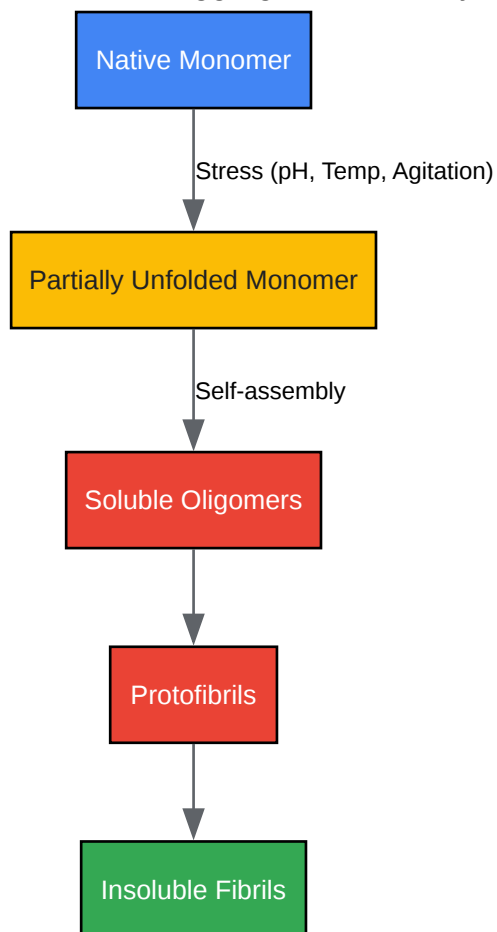 Native Monomer
Stress (pH, Temp, Agitation)
Partially Unfolded Monomer
Self-assembly
Soluble Oligomers
Protofibrils
Insoluble Fibrils